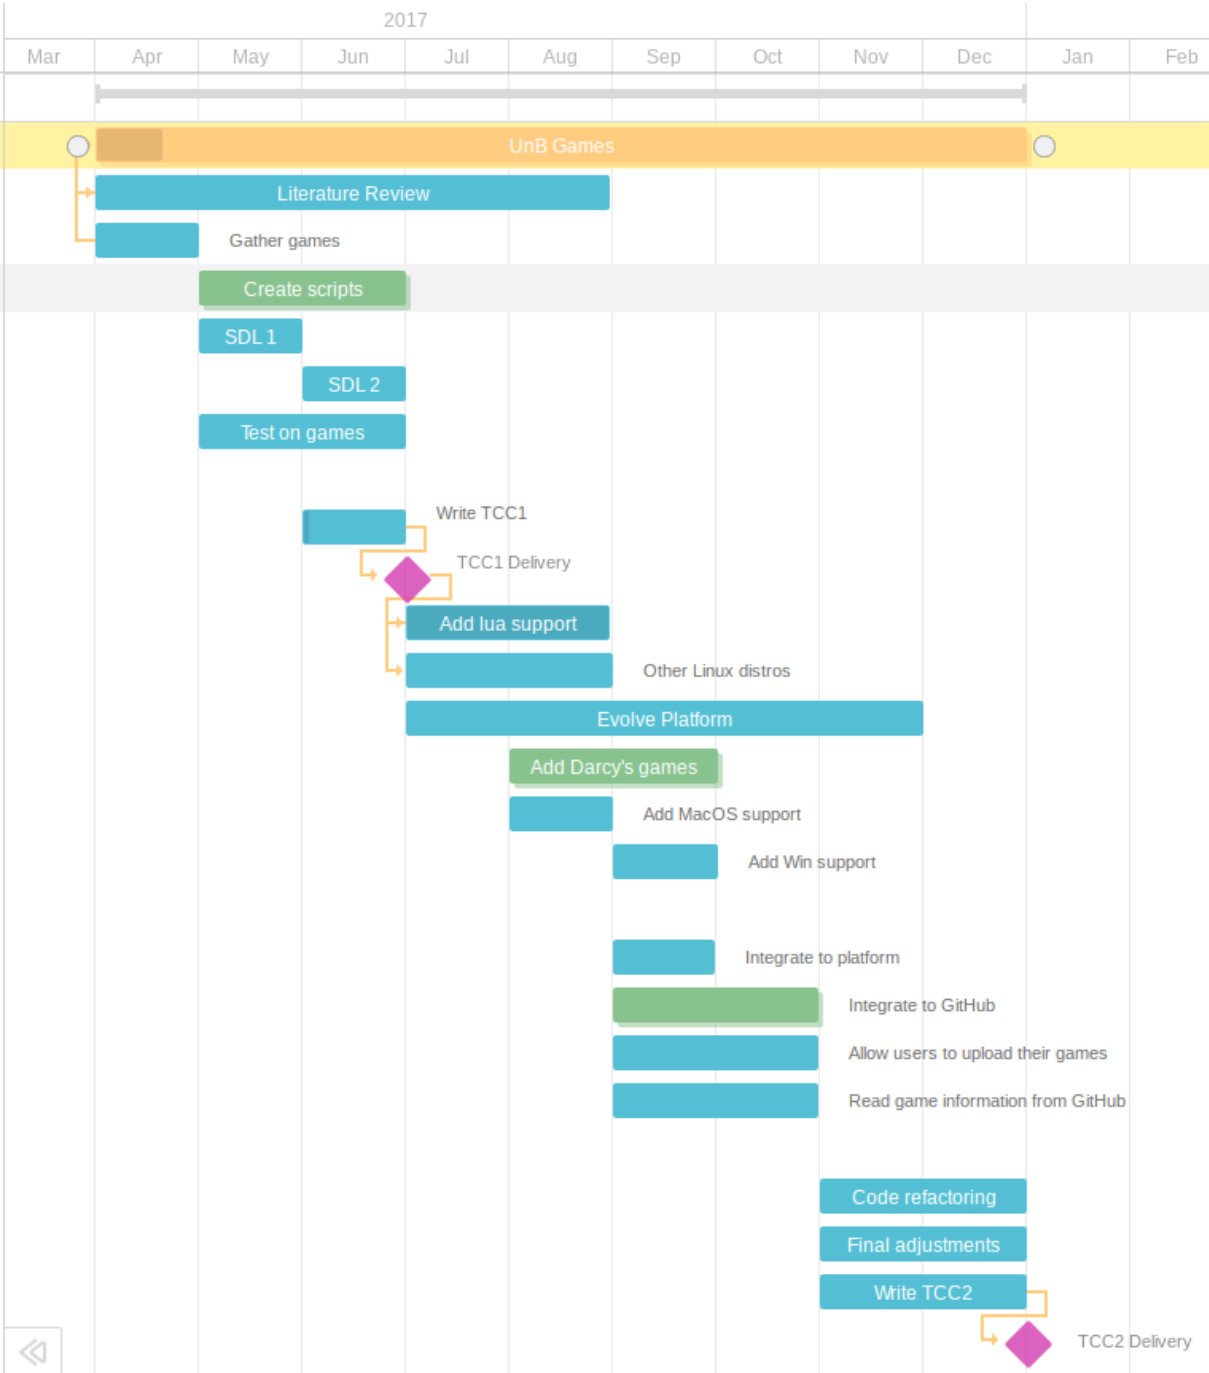 2017
Mar Apr May Jun Jul Aug Sep Oct Nov Dec Jan Feb
UnB Games
Literature Review
Gather games
Create scripts
SDL 1
SDL 2
Test on games
Write TCC1
TCC1 Delivery
Add lua support
Other Linux distros
Evolve Platform
Add Darcy's games
Add MacOS support
Add Win support
Integrate to platform
Integrate to GitHub
Allow users to upload their games
Read game information from GitHub
Code refactoring
Final adjustments
Write TCC2
TCC2 Delivery